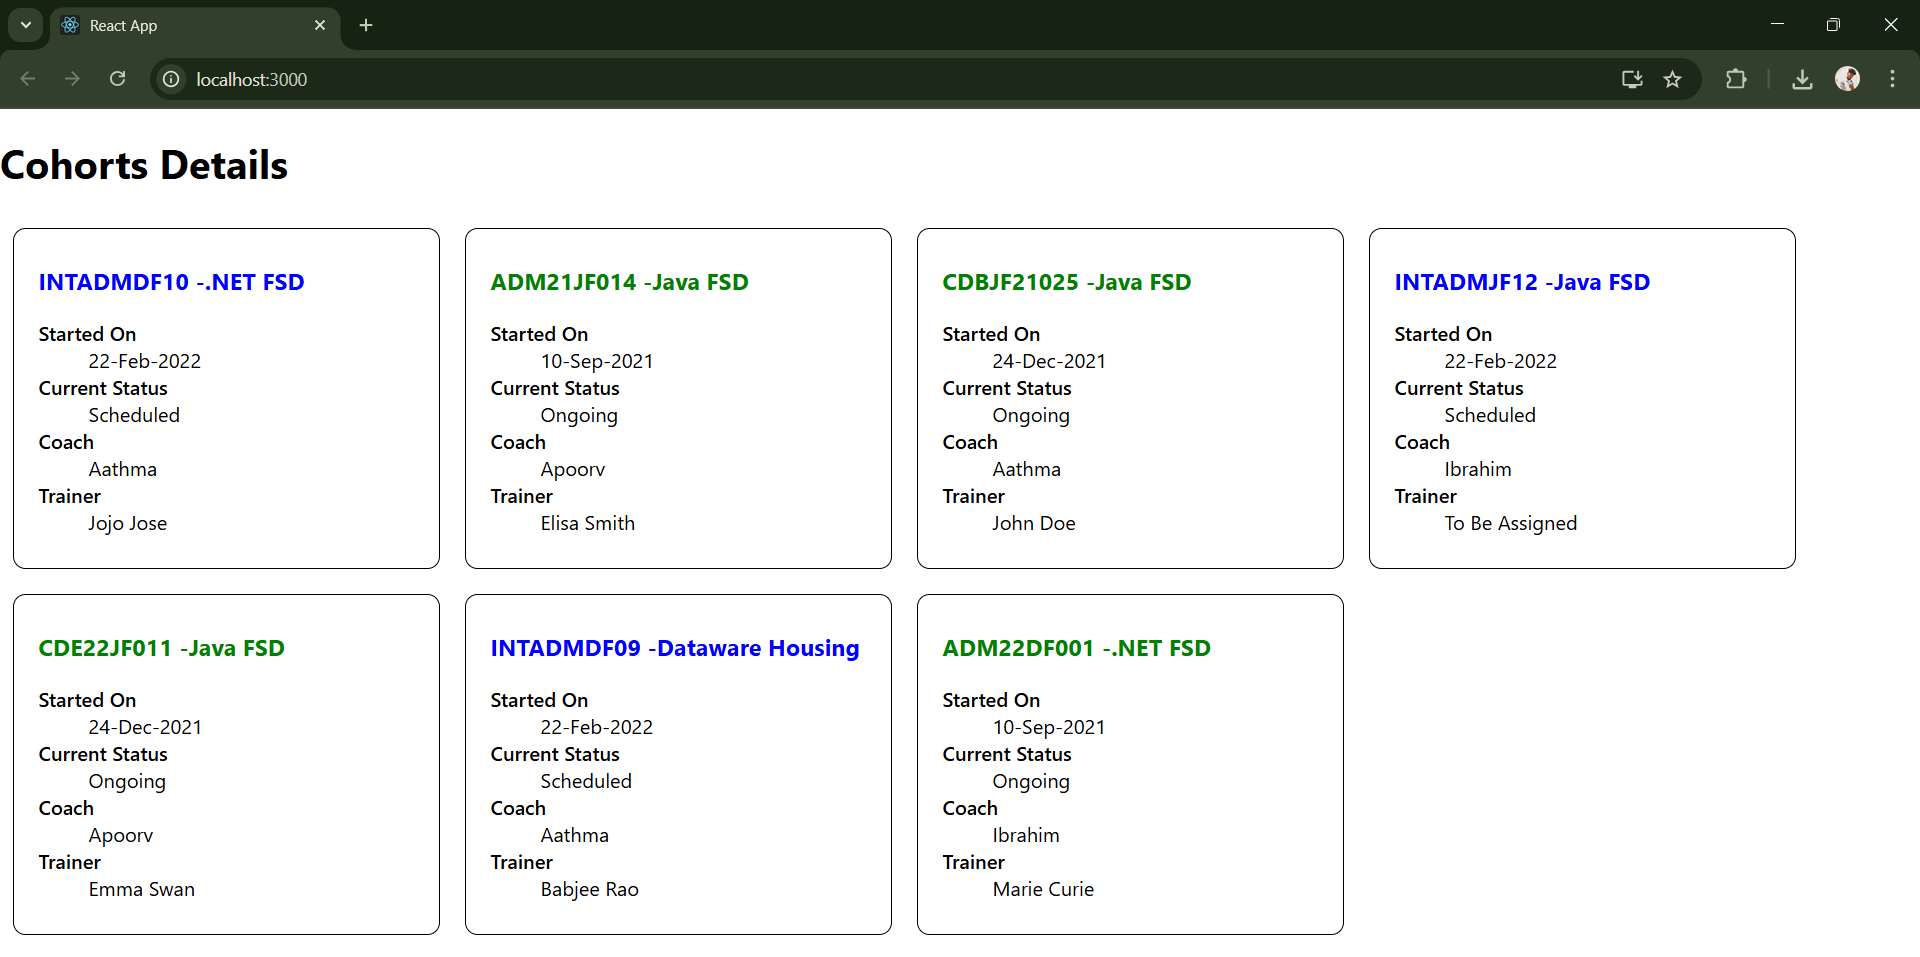 React App
localhost:3000
Cohorts Details
INTADMDF10 -.NET FSD
Started On
22-Feb-2022
Current Status
Scheduled
Coach
Aathma
Trainer
Jojo Jose
ADM21JF014 -Java FSD
Started On
10-Sep-2021
Current Status
Ongoing
Coach
Apoorv
Trainer
Elisa Smith
CDBJF21025 -Java FSD
Started On
24-Dec-2021
Current Status
Ongoing
Coach
Aathma
Trainer
John Doe
INTADMJF12 -Java FSD
Started On
22-Feb-2022
Current Status
Scheduled
Coach
Ibrahim
Trainer
To Be Assigned
CDE22JF011 -Java FSD
Started On
24-Dec-2021
Current Status
Ongoing
Coach
Apoorv
Trainer
Emma Swan
INTADMDF09 -Dataware Housing
Started On
22-Feb-2022
Current Status
Scheduled
Coach
Aathma
Trainer
Babjee Rao
ADM22DF001 -.NET FSD
Started On
10-Sep-2021
Current Status
Ongoing
Coach
Ibrahim
Trainer
Marie Curie